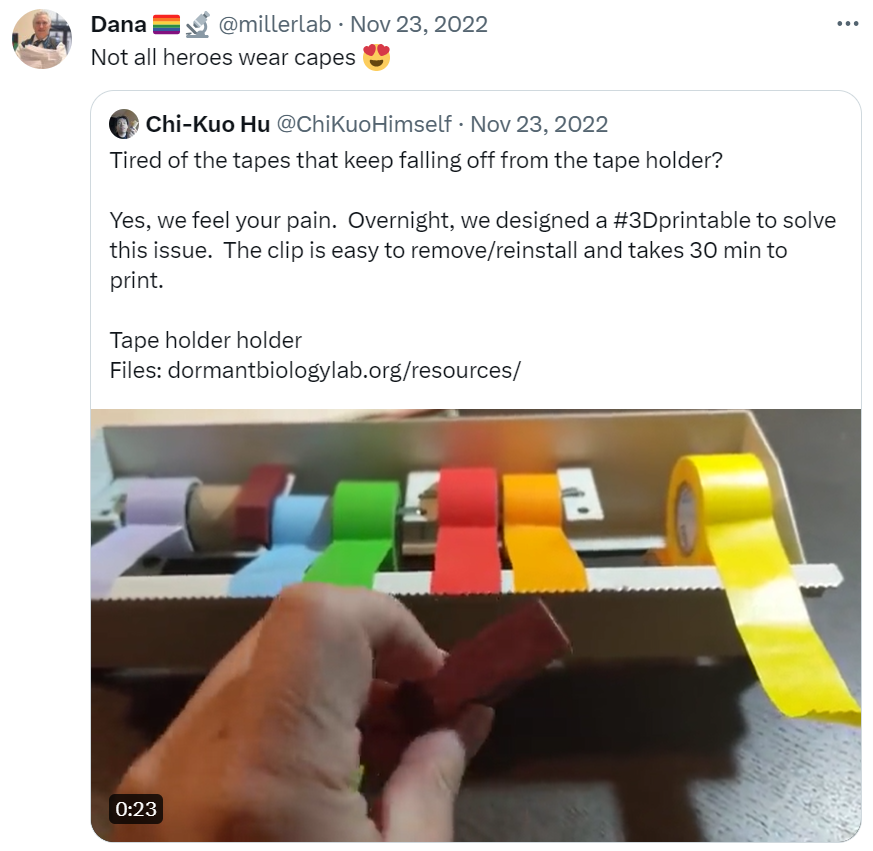 Dana 🏳️‍🌈🔬 @millerlab · Nov 23, 2022
Not all heroes wear capes 😍
Chi-Kuo Hu @ChiKuoHimself · Nov 23, 2022
Tired of the tapes that keep falling off from the tape holder?
Yes, we feel your pain.  Overnight, we designed a #3Dprintable to solve
this issue.  The clip is easy to remove/reinstall and takes 30 min to
print.
Tape holder holder
Files: dormantbiologylab.org/resources/
0:23